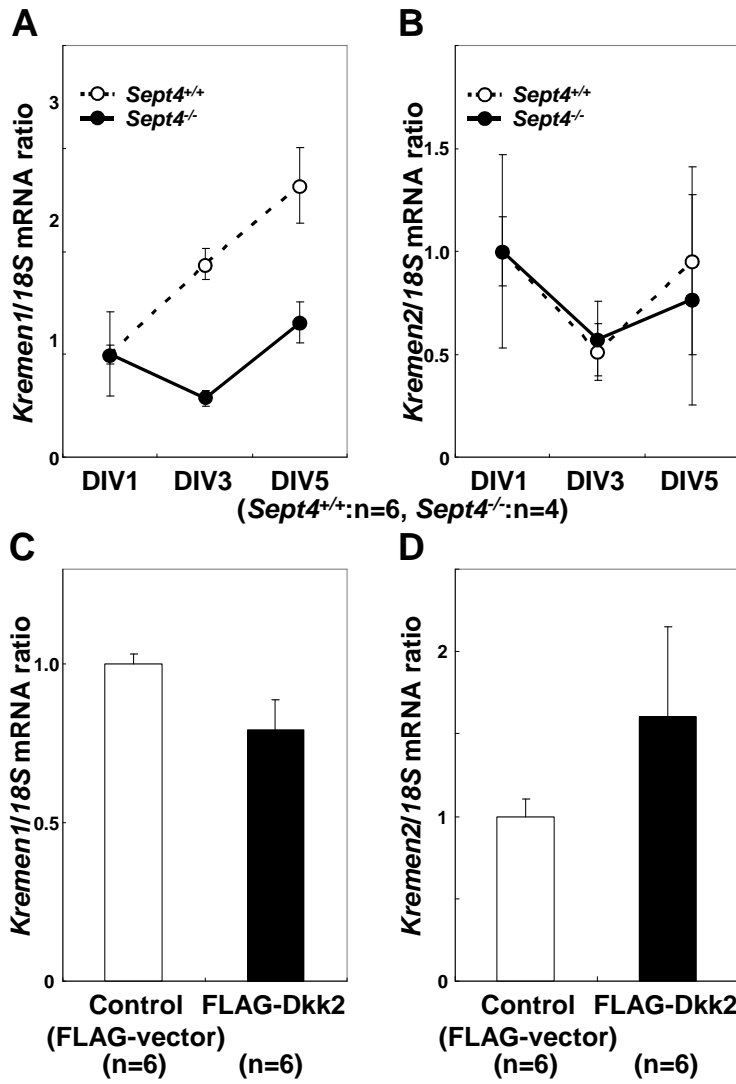 A
Kremen1/18S mRNA ratio
3
2
1
0
Sept4+/+
Sept4-/-
DIV1 DIV3 DIV5
B
Kremen2/18S mRNA ratio
1.5
1.0
0.5
0
Sept4+/+
Sept4-/-
DIV1 DIV3 DIV5
(Sept4+/+:n=6, Sept4-/-:n=4)
C
Kremen1/18S mRNA ratio
1.0
0.5
0
Control FLAG-Dkk2
(FLAG-vector)
(n=6) (n=6)
D
Kremen2/18S mRNA ratio
2
1
0
Control FLAG-Dkk2
(FLAG-vector)
(n=6) (n=6)